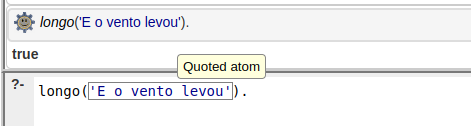 longo('E o vento levou').
true
Quoted atom
?- longo('E o vento levou').